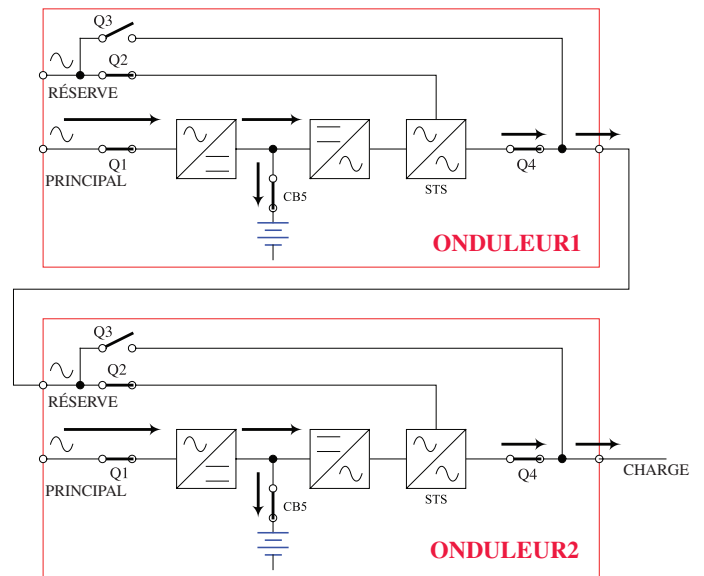 Q3
Q2
RÉSERVE
Q1
PRINCIPAL
CB5
STS
Q4
ONDULEUR1
Q3
Q2
RÉSERVE
Q1
PRINCIPAL
CB5
STS
Q4
CHARGE
ONDULEUR2